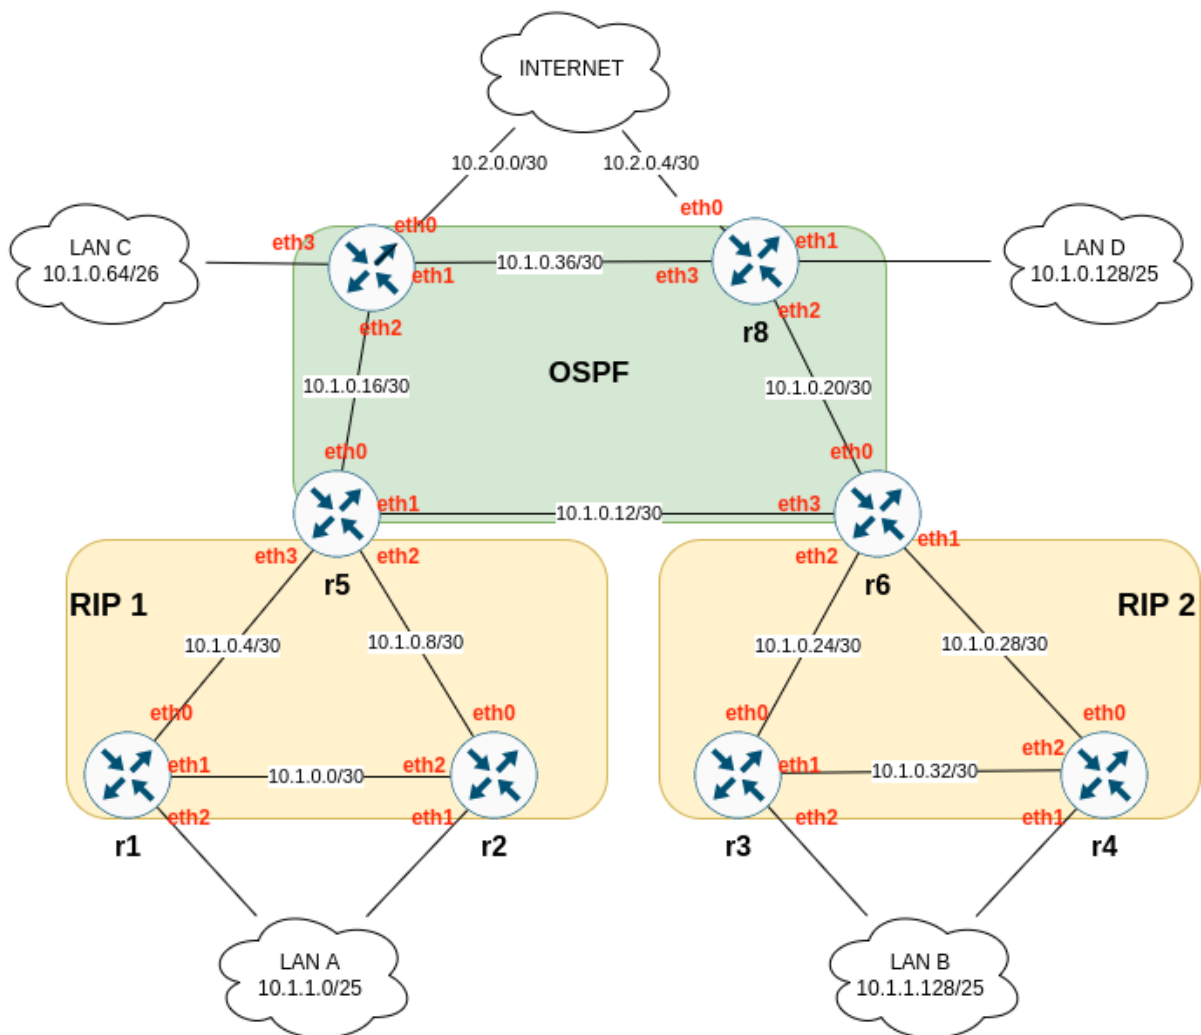 INTERNET
10.2.0.0/30
10.2.0.4/30
eth0
eth0
LAN C
10.1.0.64/26
eth3
eth1
10.1.0.36/30
eth3
eth1
LAN D
10.1.0.128/25
eth2
eth2
r8
OSPF
10.1.0.16/30
10.1.0.20/30
eth0
eth0
eth1
10.1.0.12/30
eth3
eth3
eth2
r5
eth2
eth1
r6
RIP 1
RIP 2
10.1.0.4/30
10.1.0.8/30
10.1.0.24/30
10.1.0.28/30
eth0
eth0
eth0
eth0
eth1
10.1.0.0/30
eth2
eth1
10.1.0.32/30
eth2
eth2
eth1
eth2
eth1
r1
r2
r3
r4
LAN A
10.1.1.0/25
LAN B
10.1.1.128/25